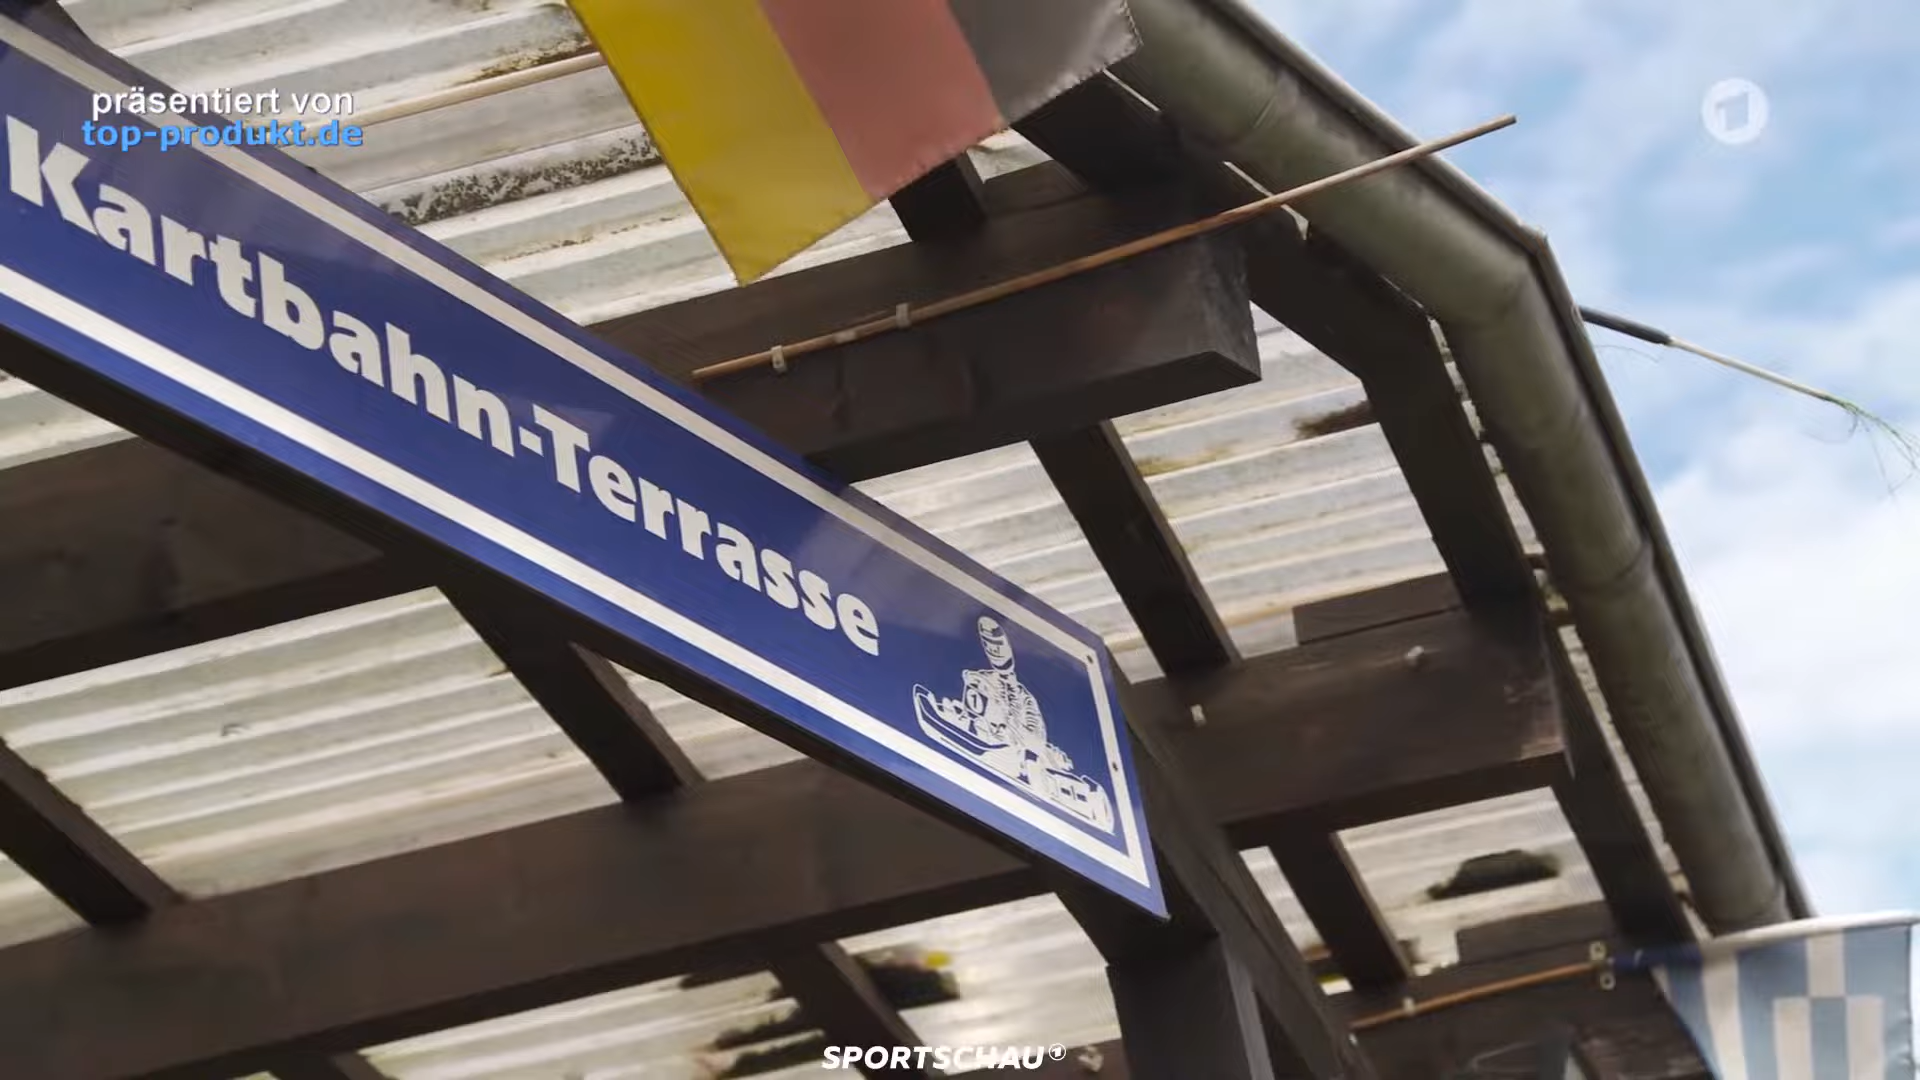 präsentiert von
top-produkt.de
Kartbahn-Terrasse
SPORTSCHAU